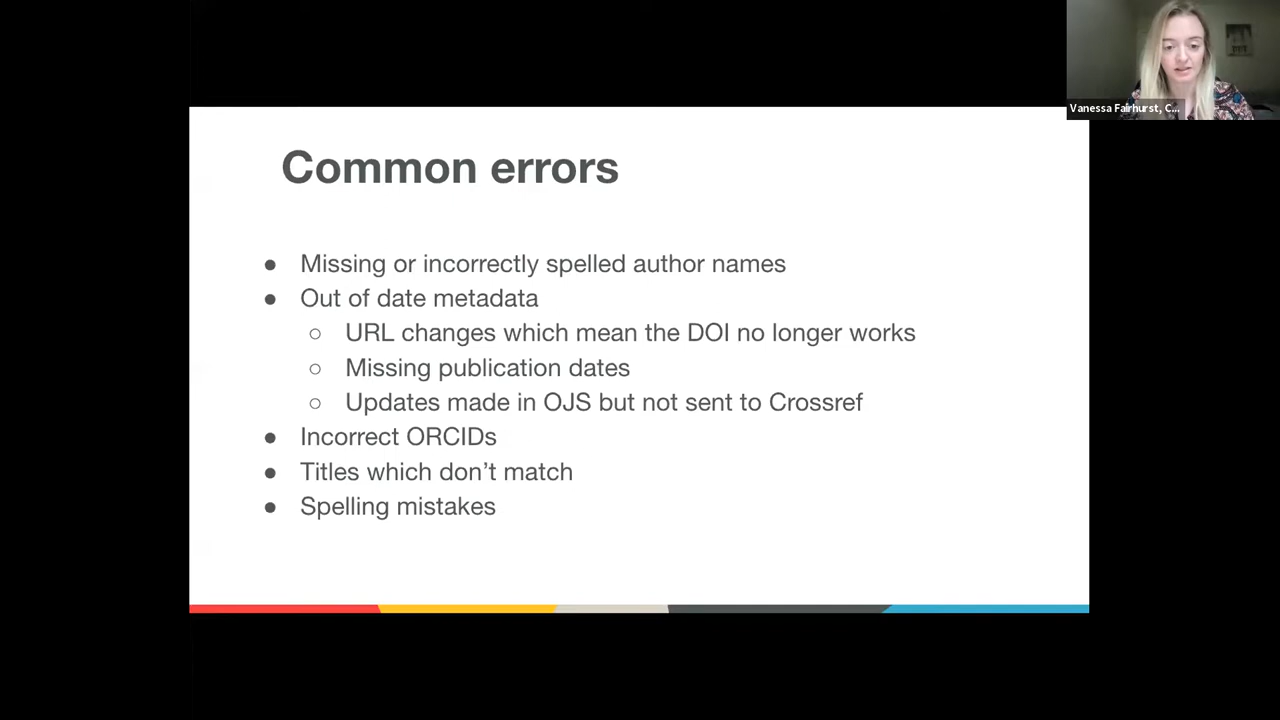 Vanessa Fairhurst, C...
Common errors
● Missing or incorrectly spelled author names
● Out of date metadata
○ URL changes which mean the DOI no longer works
○ Missing publication dates
○ Updates made in OJS but not sent to Crossref
● Incorrect ORCIDs
● Titles which don’t match
● Spelling mistakes